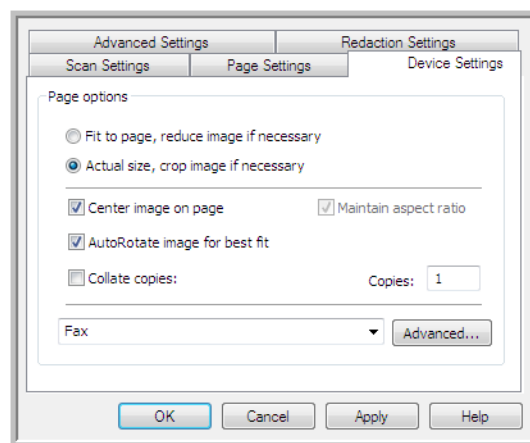 Advanced Settings Redaction Settings
Scan Settings Page Settings Device Settings
Page options
Fit to page, reduce image if necessary
Actual size, crop image if necessary
Center image on page Maintain aspect ratio
AutoRotate image for best fit
Collate copies: Copies: 1
Fax Advanced...
OK Cancel Apply Help